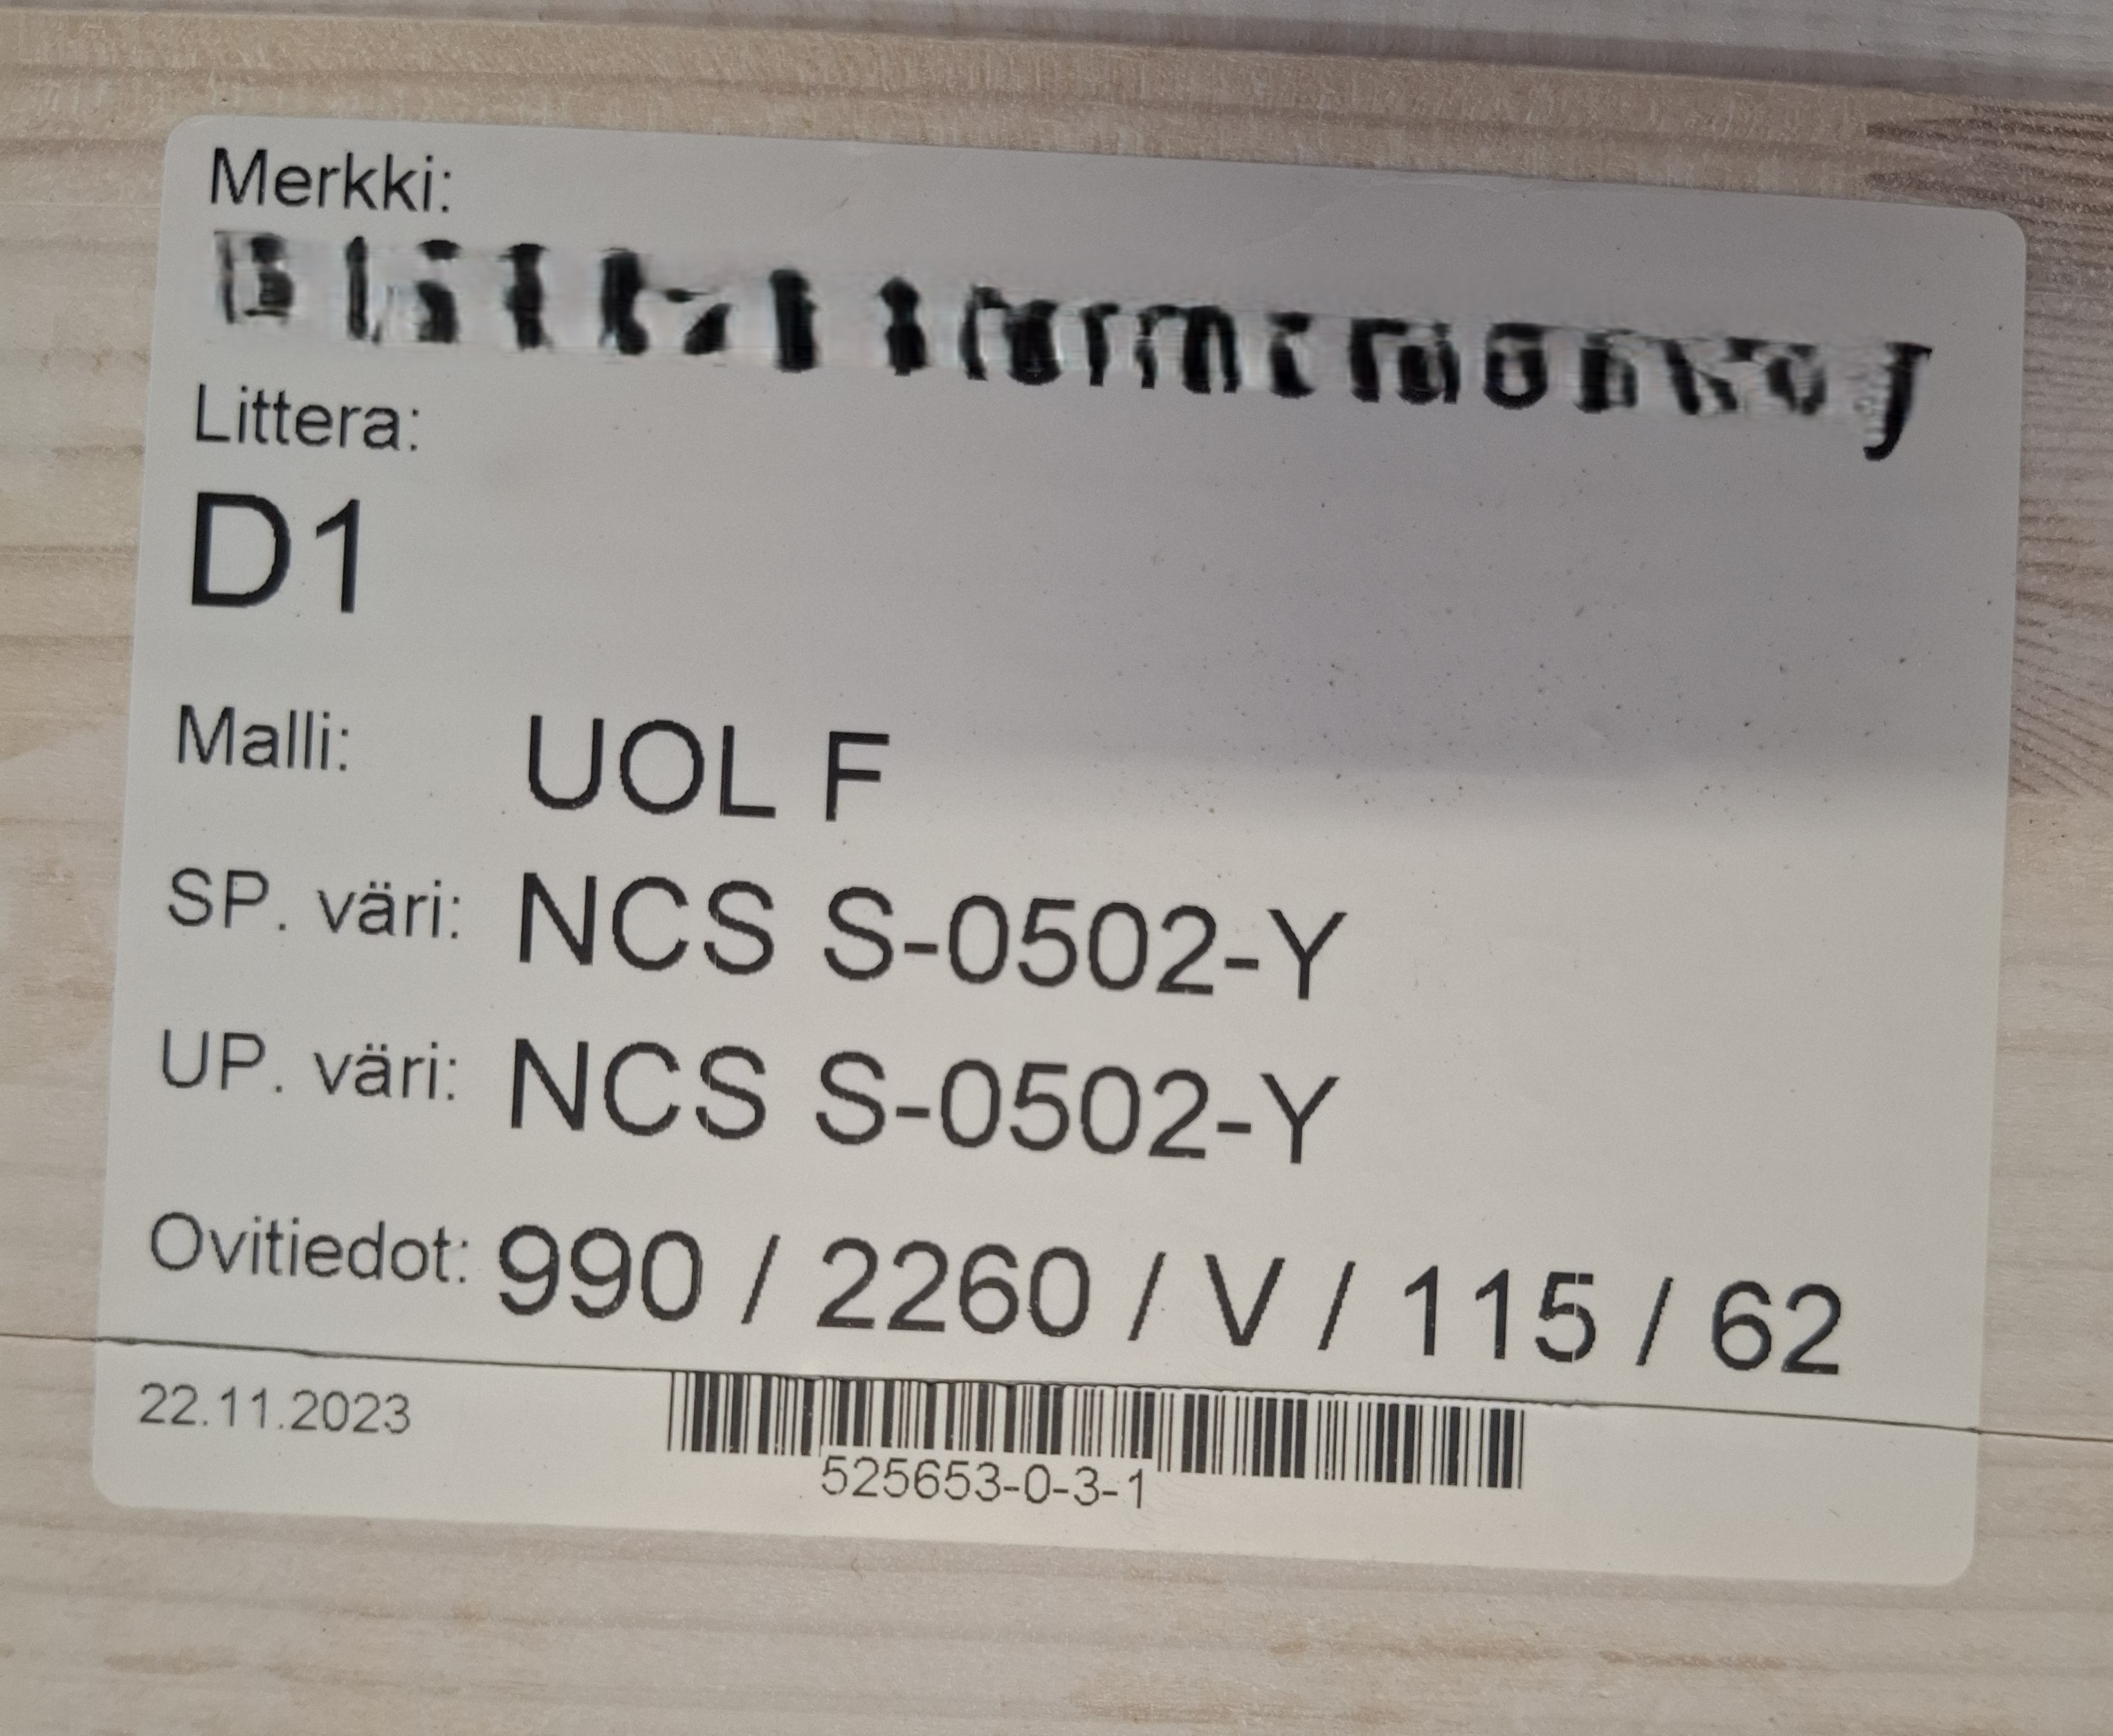 Merkki:
Littera:
D1
Malli: UOL F
SP. väri: NCS S-0502-Y
UP. väri: NCS S-0502-Y
Ovitiedot: 990 / 2260 / V / 115 / 62
22.11.2023
525653-0-3-1